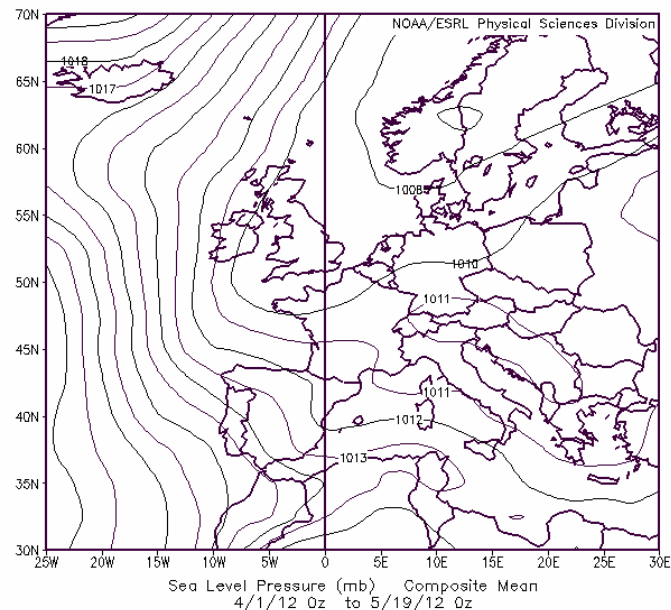 NOAA/ESRL Physical Sciences Division
70N
65N
60N
55N
50N
45N
40N
35N
30N
1018
1017
1008
1010
1011
1011
1012
1013
25W 20W 15W 10W 5W 0 5E 10E 15E 20E 25E 30E
Sea Level Pressure (mb) Composite Mean
4/1/12 0z to 5/19/12 0z